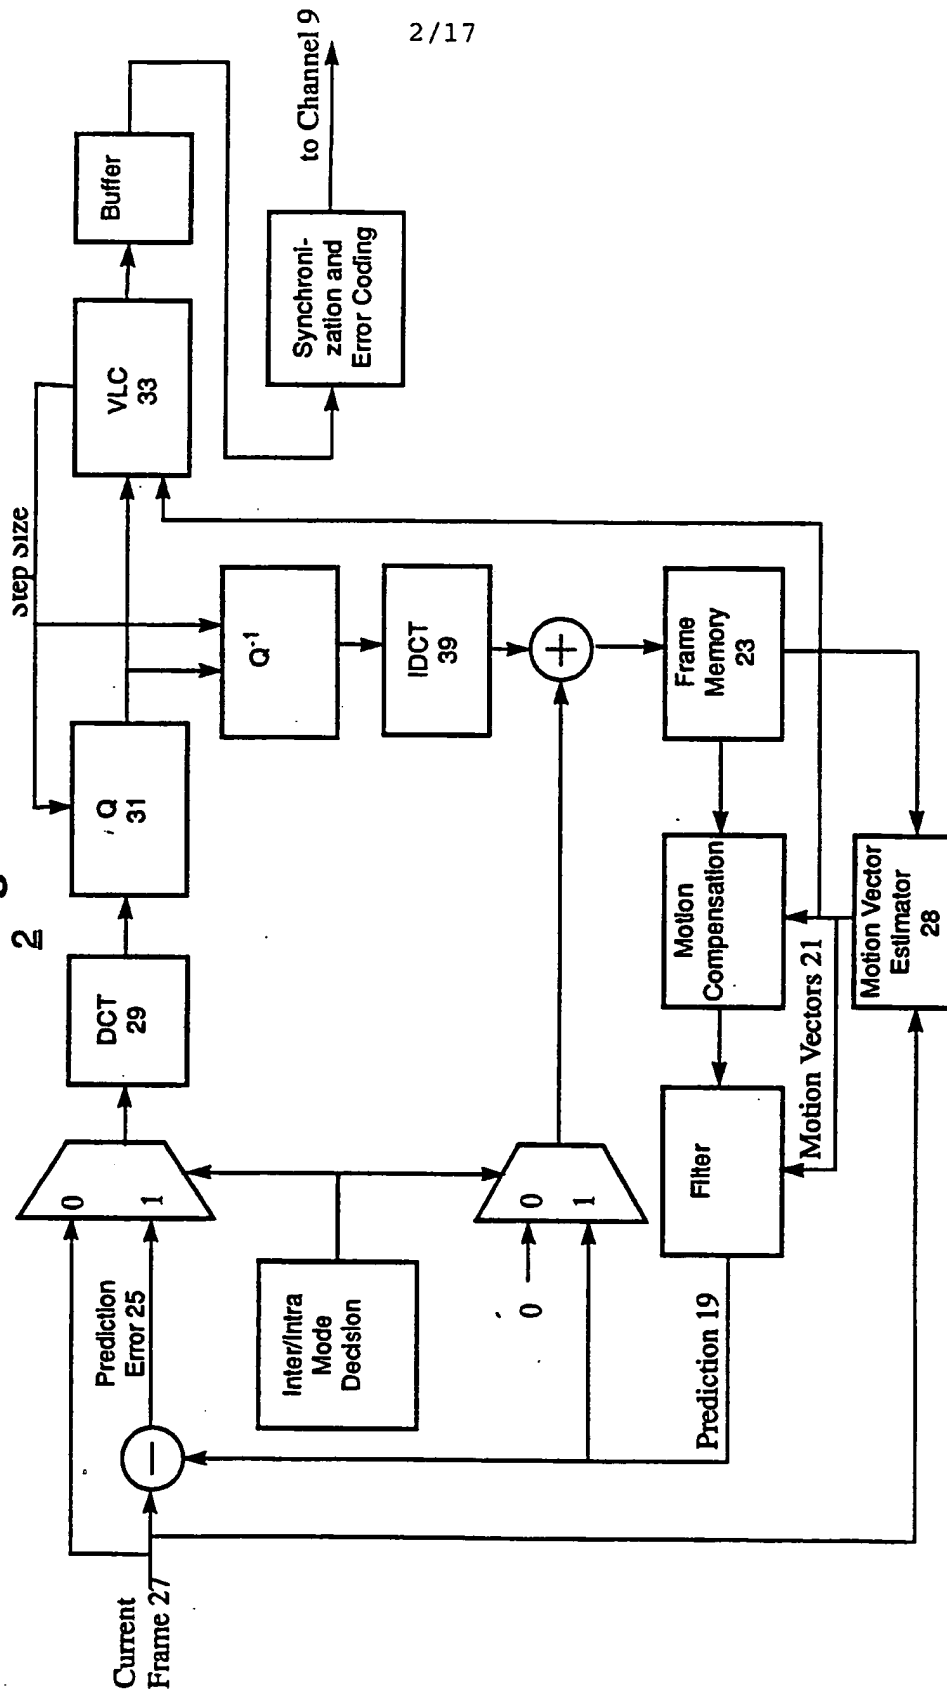 2/17
2
Current
Frame 27
Prediction
Error 25
0
1
DCT
29
Q
31
Step Size
VLC
33
Buffer
Synchroni-
zation and
Error Coding
to Channel 9
Inter/Intra
Mode
Decision
0
0
1
Q-1
IDCT
39
Frame
Memory
23
Motion
Compensation
Filter
Prediction 19
Motion Vectors 21
Motion Vector
Estimator
28
−
+